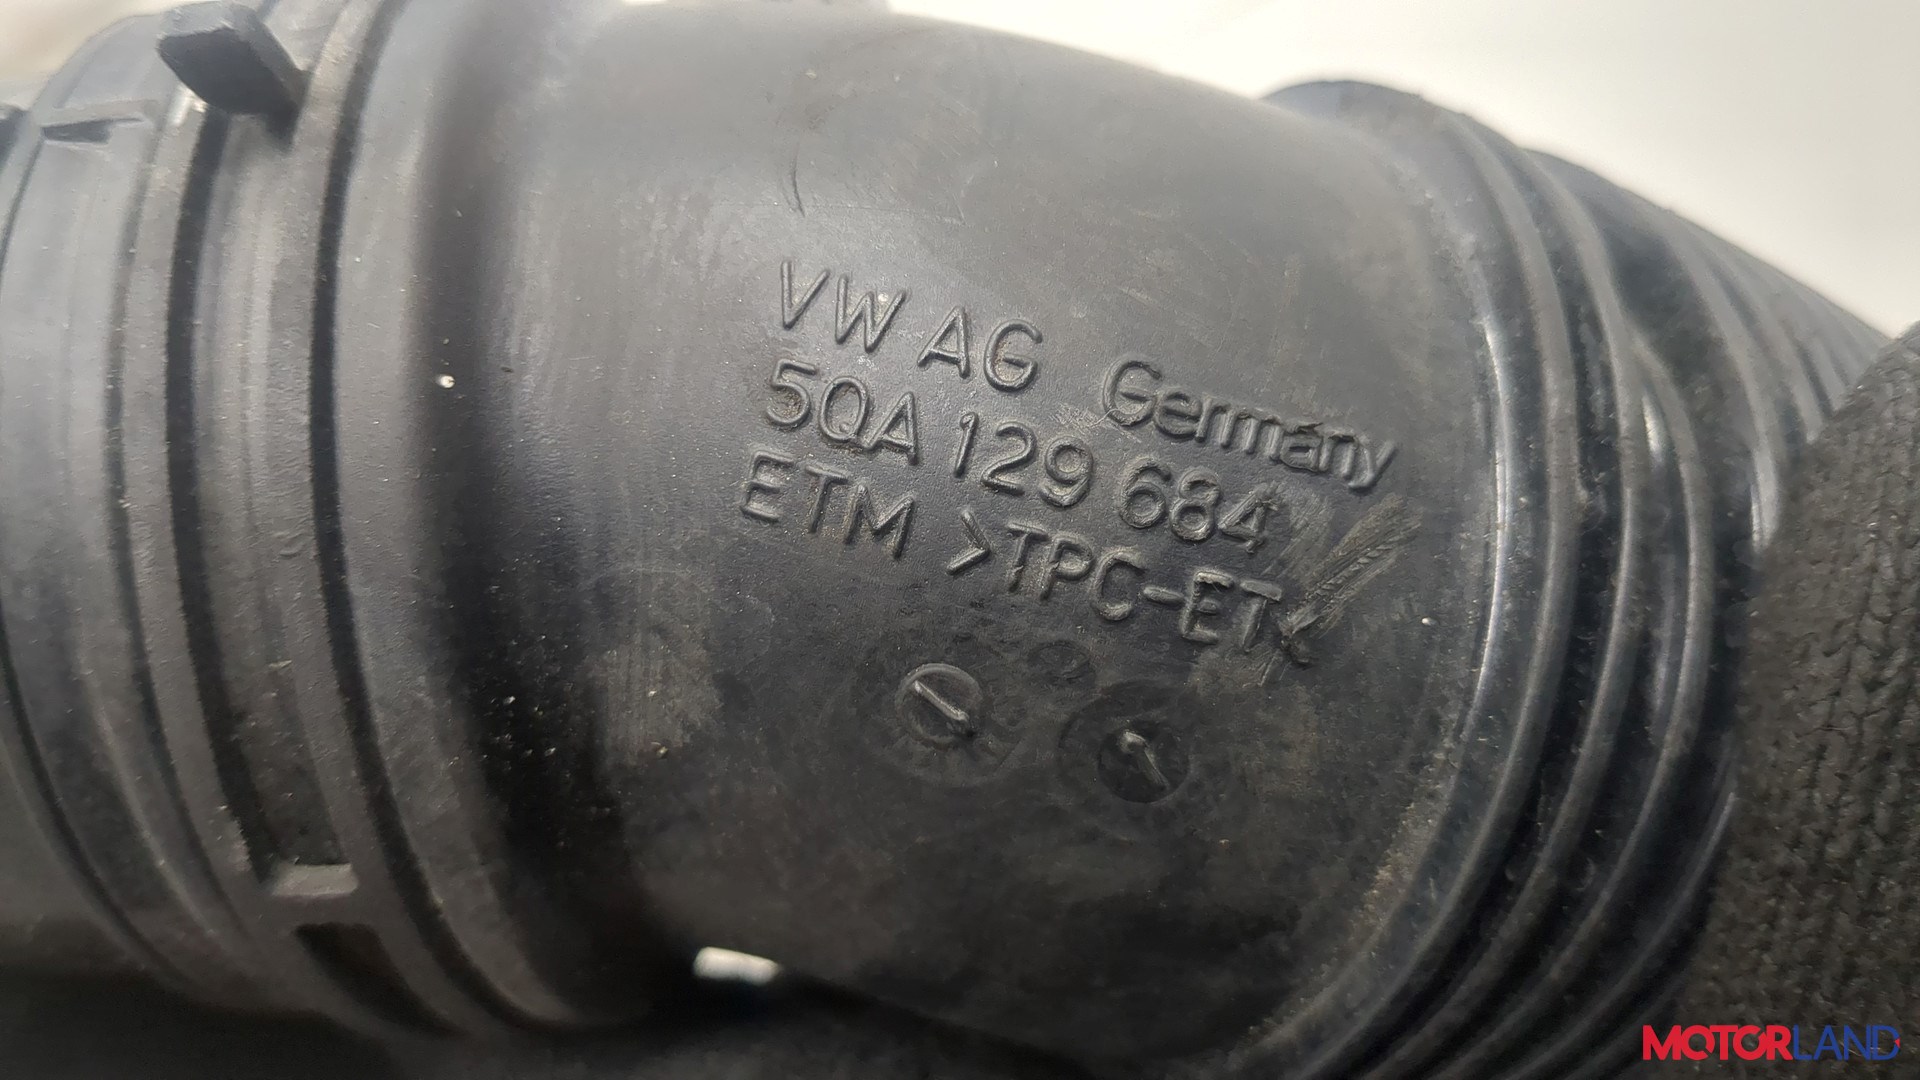 VW AG Germany
5QA 129 684
ETM >TPC-ET<
MOTORLAND